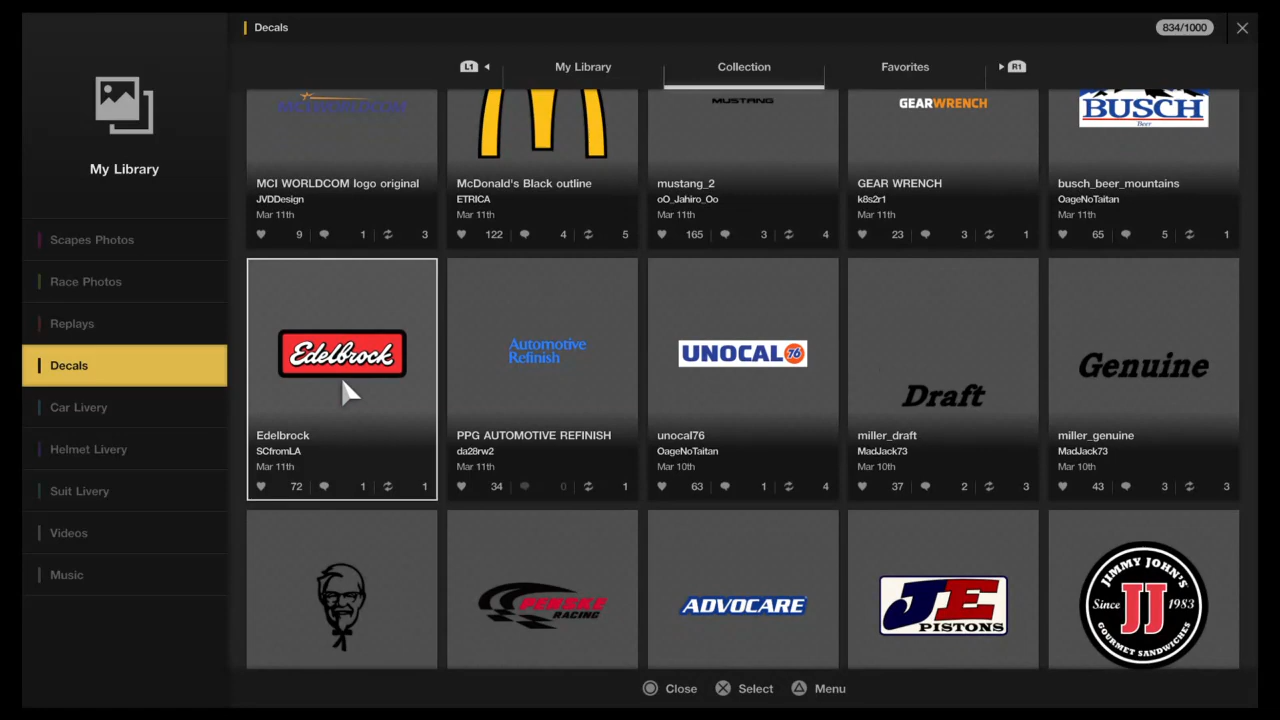 Decals
834/1000
My Library
L1
My Library
Collection
Favorites
R1
Scapes Photos
Race Photos
Replays
Decals
Car Livery
Helmet Livery
Suit Livery
Videos
Music
MCI WORLDCOM
MCI WORLDCOM logo original
JVDDesign
Mar 11th
9 1 3
McDonald's Black outline
ETRICA
Mar 11th
122 4 5
MUSTANG
mustang_2
oO_Jahiro_Oo
Mar 11th
165 3 4
GEARWRENCH
GEAR WRENCH
k8s2r1
Mar 11th
23 3 1
BUSCH
Beer
busch_beer_mountains
OageNoTaitan
Mar 11th
65 5 1
Edelbrock
Edelbrock
SCfromLA
Mar 11th
72 1 1
Automotive
Refinish
PPG AUTOMOTIVE REFINISH
da28rw2
Mar 11th
34 0 1
UNOCAL 76
unocal76
OageNoTaitan
Mar 10th
63 1 4
Draft
miller_draft
MadJack73
Mar 10th
37 2 3
Genuine
miller_genuine
MadJack73
Mar 10th
43 3 3
PENSKE
RACING
ADVOCARE
JE
PISTONS
JIMMY JOHN'S
Since JJ 1983
GOURMET SANDWICHES
Close
Select
Menu